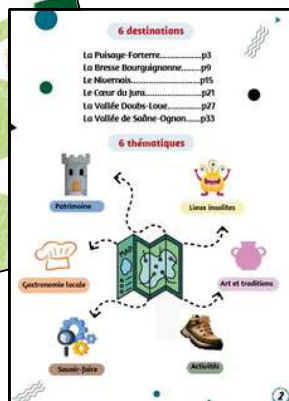 6 destinations
La Puisaye-Forterre...............p3
La Bresse Bourguignonne........p9
Le Nivernais...........................p15
Le Cœur du Jura....................p21
La Vallée Doubs-Loue............p27
La Vallée de Saône-Ognon.....p33
6 thématiques
Patrimoine
Lieux insolites
MAP
Gastronomie locale
Art et traditions
Savoir-faire
Activités
2